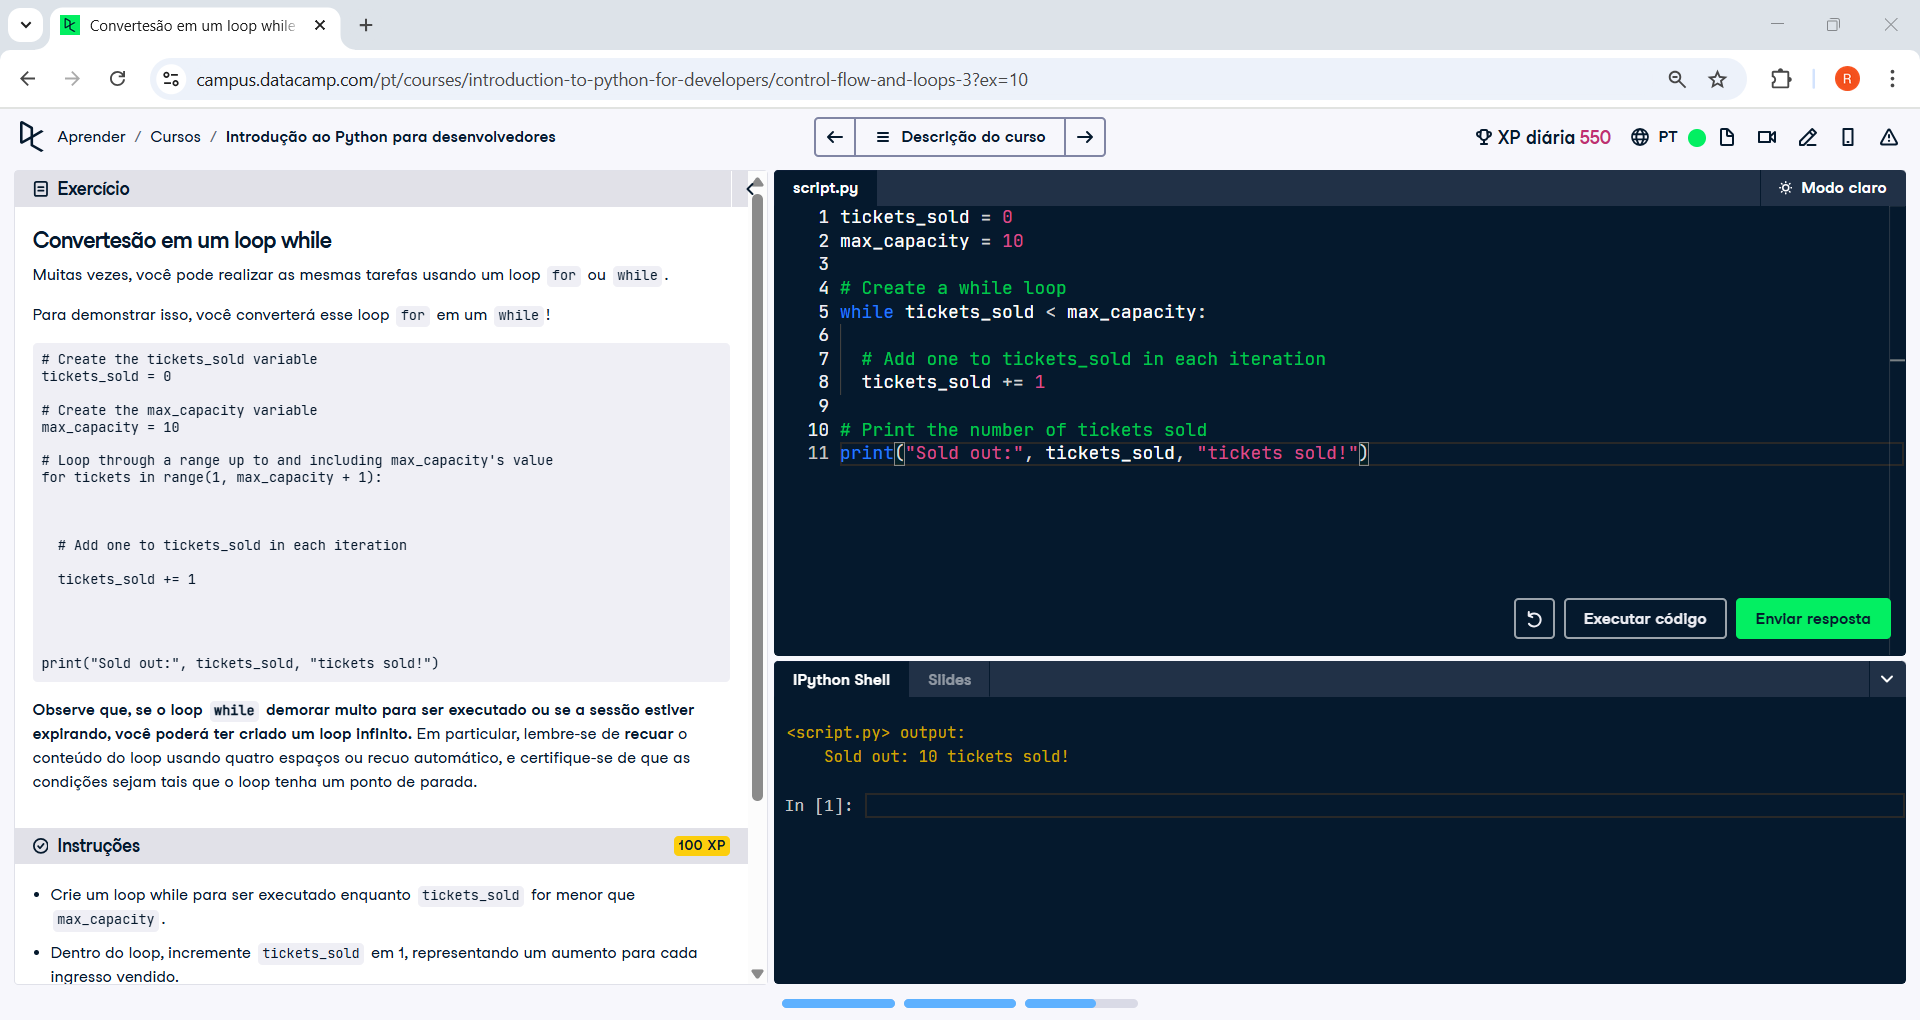 Convertesão em um loop while
campus.datacamp.com/pt/courses/introduction-to-python-for-developers/control-flow-and-loops-3?ex=10
R
Aprender / Cursos / Introdução ao Python para desenvolvedores
Descrição do curso
XP diária 550
PT
Exercício
Convertesão em um loop while
Muitas vezes, você pode realizar as mesmas tarefas usando um loop for ou while.
Para demonstrar isso, você converterá esse loop for em um while!
# Create the tickets_sold variable
tickets_sold = 0
# Create the max_capacity variable
max_capacity = 10
# Loop through a range up to and including max_capacity's value
for tickets in range(1, max_capacity + 1):
# Add one to tickets_sold in each iteration
tickets_sold += 1
print("Sold out:", tickets_sold, "tickets sold!")
Observe que, se o loop while demorar muito para ser executado ou se a sessão estiver
expirando, você poderá ter criado um loop infinito. Em particular, lembre-se de recuar o
conteúdo do loop usando quatro espaços ou recuo automático, e certifique-se de que as
condições sejam tais que o loop tenha um ponto de parada.
Instruções
100 XP
• Crie um loop while para ser executado enquanto tickets_sold for menor que
max_capacity.
• Dentro do loop, incremente tickets_sold em 1, representando um aumento para cada
ingresso vendido.
script.py
Modo claro
1 tickets_sold = 0
2 max_capacity = 10
3
4 # Create a while loop
5 while tickets_sold < max_capacity:
6
7 # Add one to tickets_sold in each iteration
8 tickets_sold += 1
9
10 # Print the number of tickets sold
11 print("Sold out:", tickets_sold, "tickets sold!")
Executar código
Enviar resposta
IPython Shell
Slides
<script.py> output:
Sold out: 10 tickets sold!
In [1]: